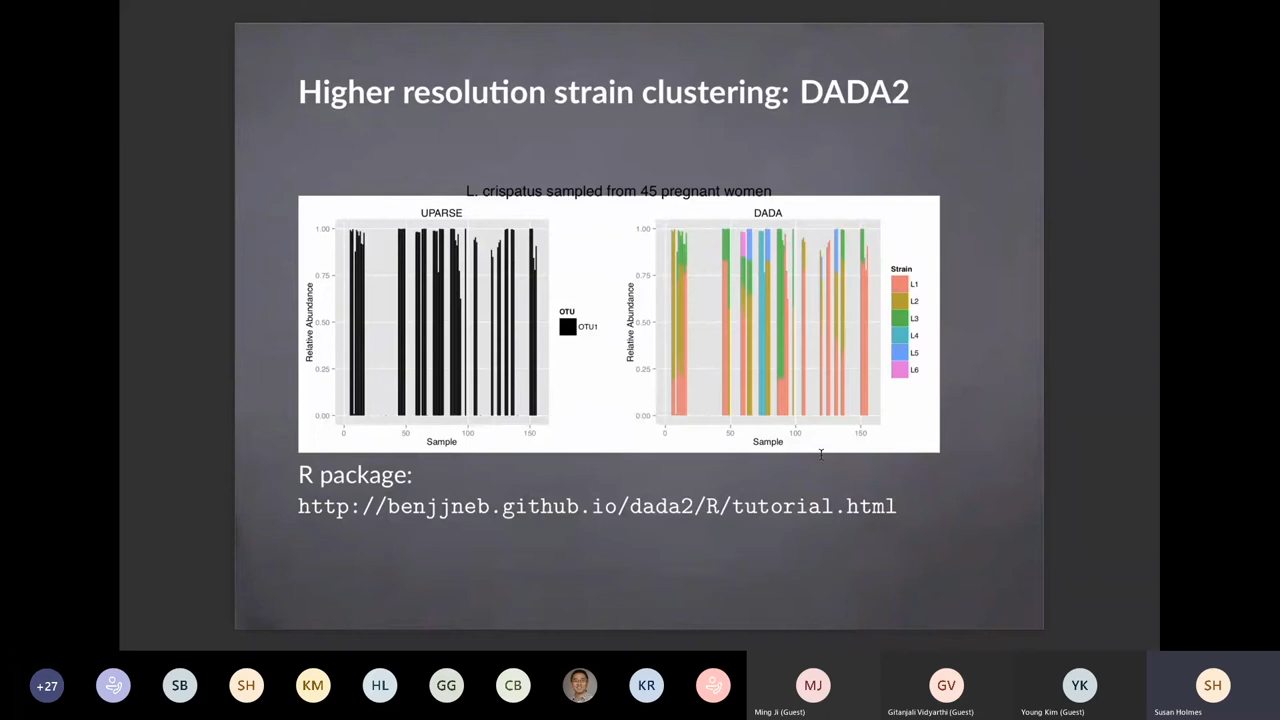 Higher resolution strain clustering: DADA2
L. crispatus sampled from 45 pregnant women
UPARSE
Relative Abundance
1.00
0.75
0.50
0.25
0.00
0 50 100 150
Sample
OTU
OTU1
DADA
Relative Abundance
1.00
0.75
0.50
0.25
0.00
0 50 100 150
Sample
Strain
L1
L2
L3
L4
L5
L6
R package:
http://benjjneb.github.io/dada2/R/tutorial.html
+27 SB SH KM HL GG CB KR MJ GV YK SH
Ming Ji (Guest) Gitanjali Vidyarthi (Guest) Young Kim (Guest) Susan Holmes